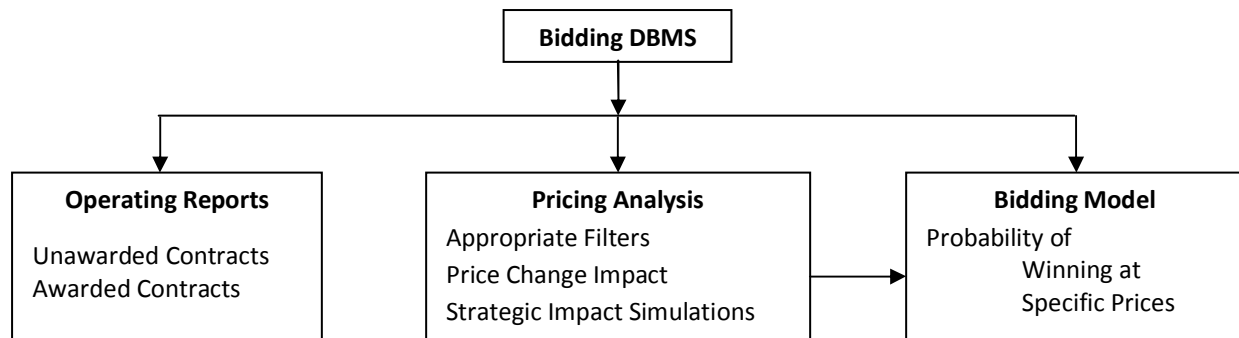 Bidding DBMS
Operating Reports
Unawarded Contracts
Awarded Contracts
Pricing Analysis
Appropriate Filters
Price Change Impact
Strategic Impact Simulations
Bidding Model
Probability of
Winning at
Specific Prices